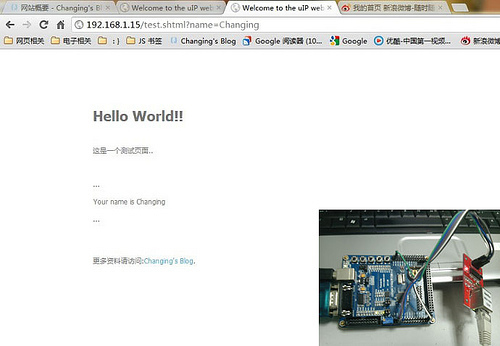 网站概要 - Changing's B
Welcome to the uIP web
Welcome to the uIP web
我的首页 新浪微博-随时随
192.168.1.15/test.shtml?name=Changing
网页相关 电子相关 :} JS 书签 Changing's Blog Google 阅读器 (10... Google 优酷-中国第一视频... 新浪微博
Hello World!!
这是一个测试页面..
...
Your name is Changing
...
更多资料请访问:Changing's Blog.